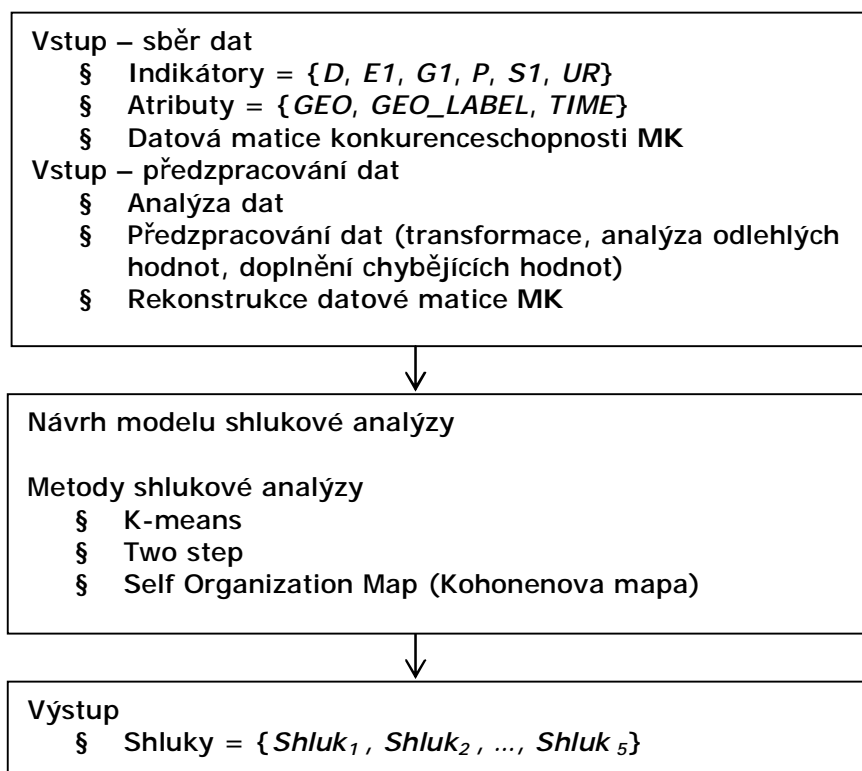 Vstup – sběr dat
§ Indikátory = {D, E1, G1, P, S1, UR}
§ Atributy = {GEO, GEO_LABEL, TIME}
§ Datová matice konkurenceschopnosti MK
Vstup – předzpracování dat
§ Analýza dat
§ Předzpracování dat (transformace, analýza odlehlých
hodnot, doplnění chybějících hodnot)
§ Rekonstrukce datové matice MK
Návrh modelu shlukové analýzy
Metody shlukové analýzy
§ K-means
§ Two step
§ Self Organization Map (Kohonenova mapa)
Výstup
§ Shluky = {Shluk₁, Shluk₂, ..., Shluk ₅}